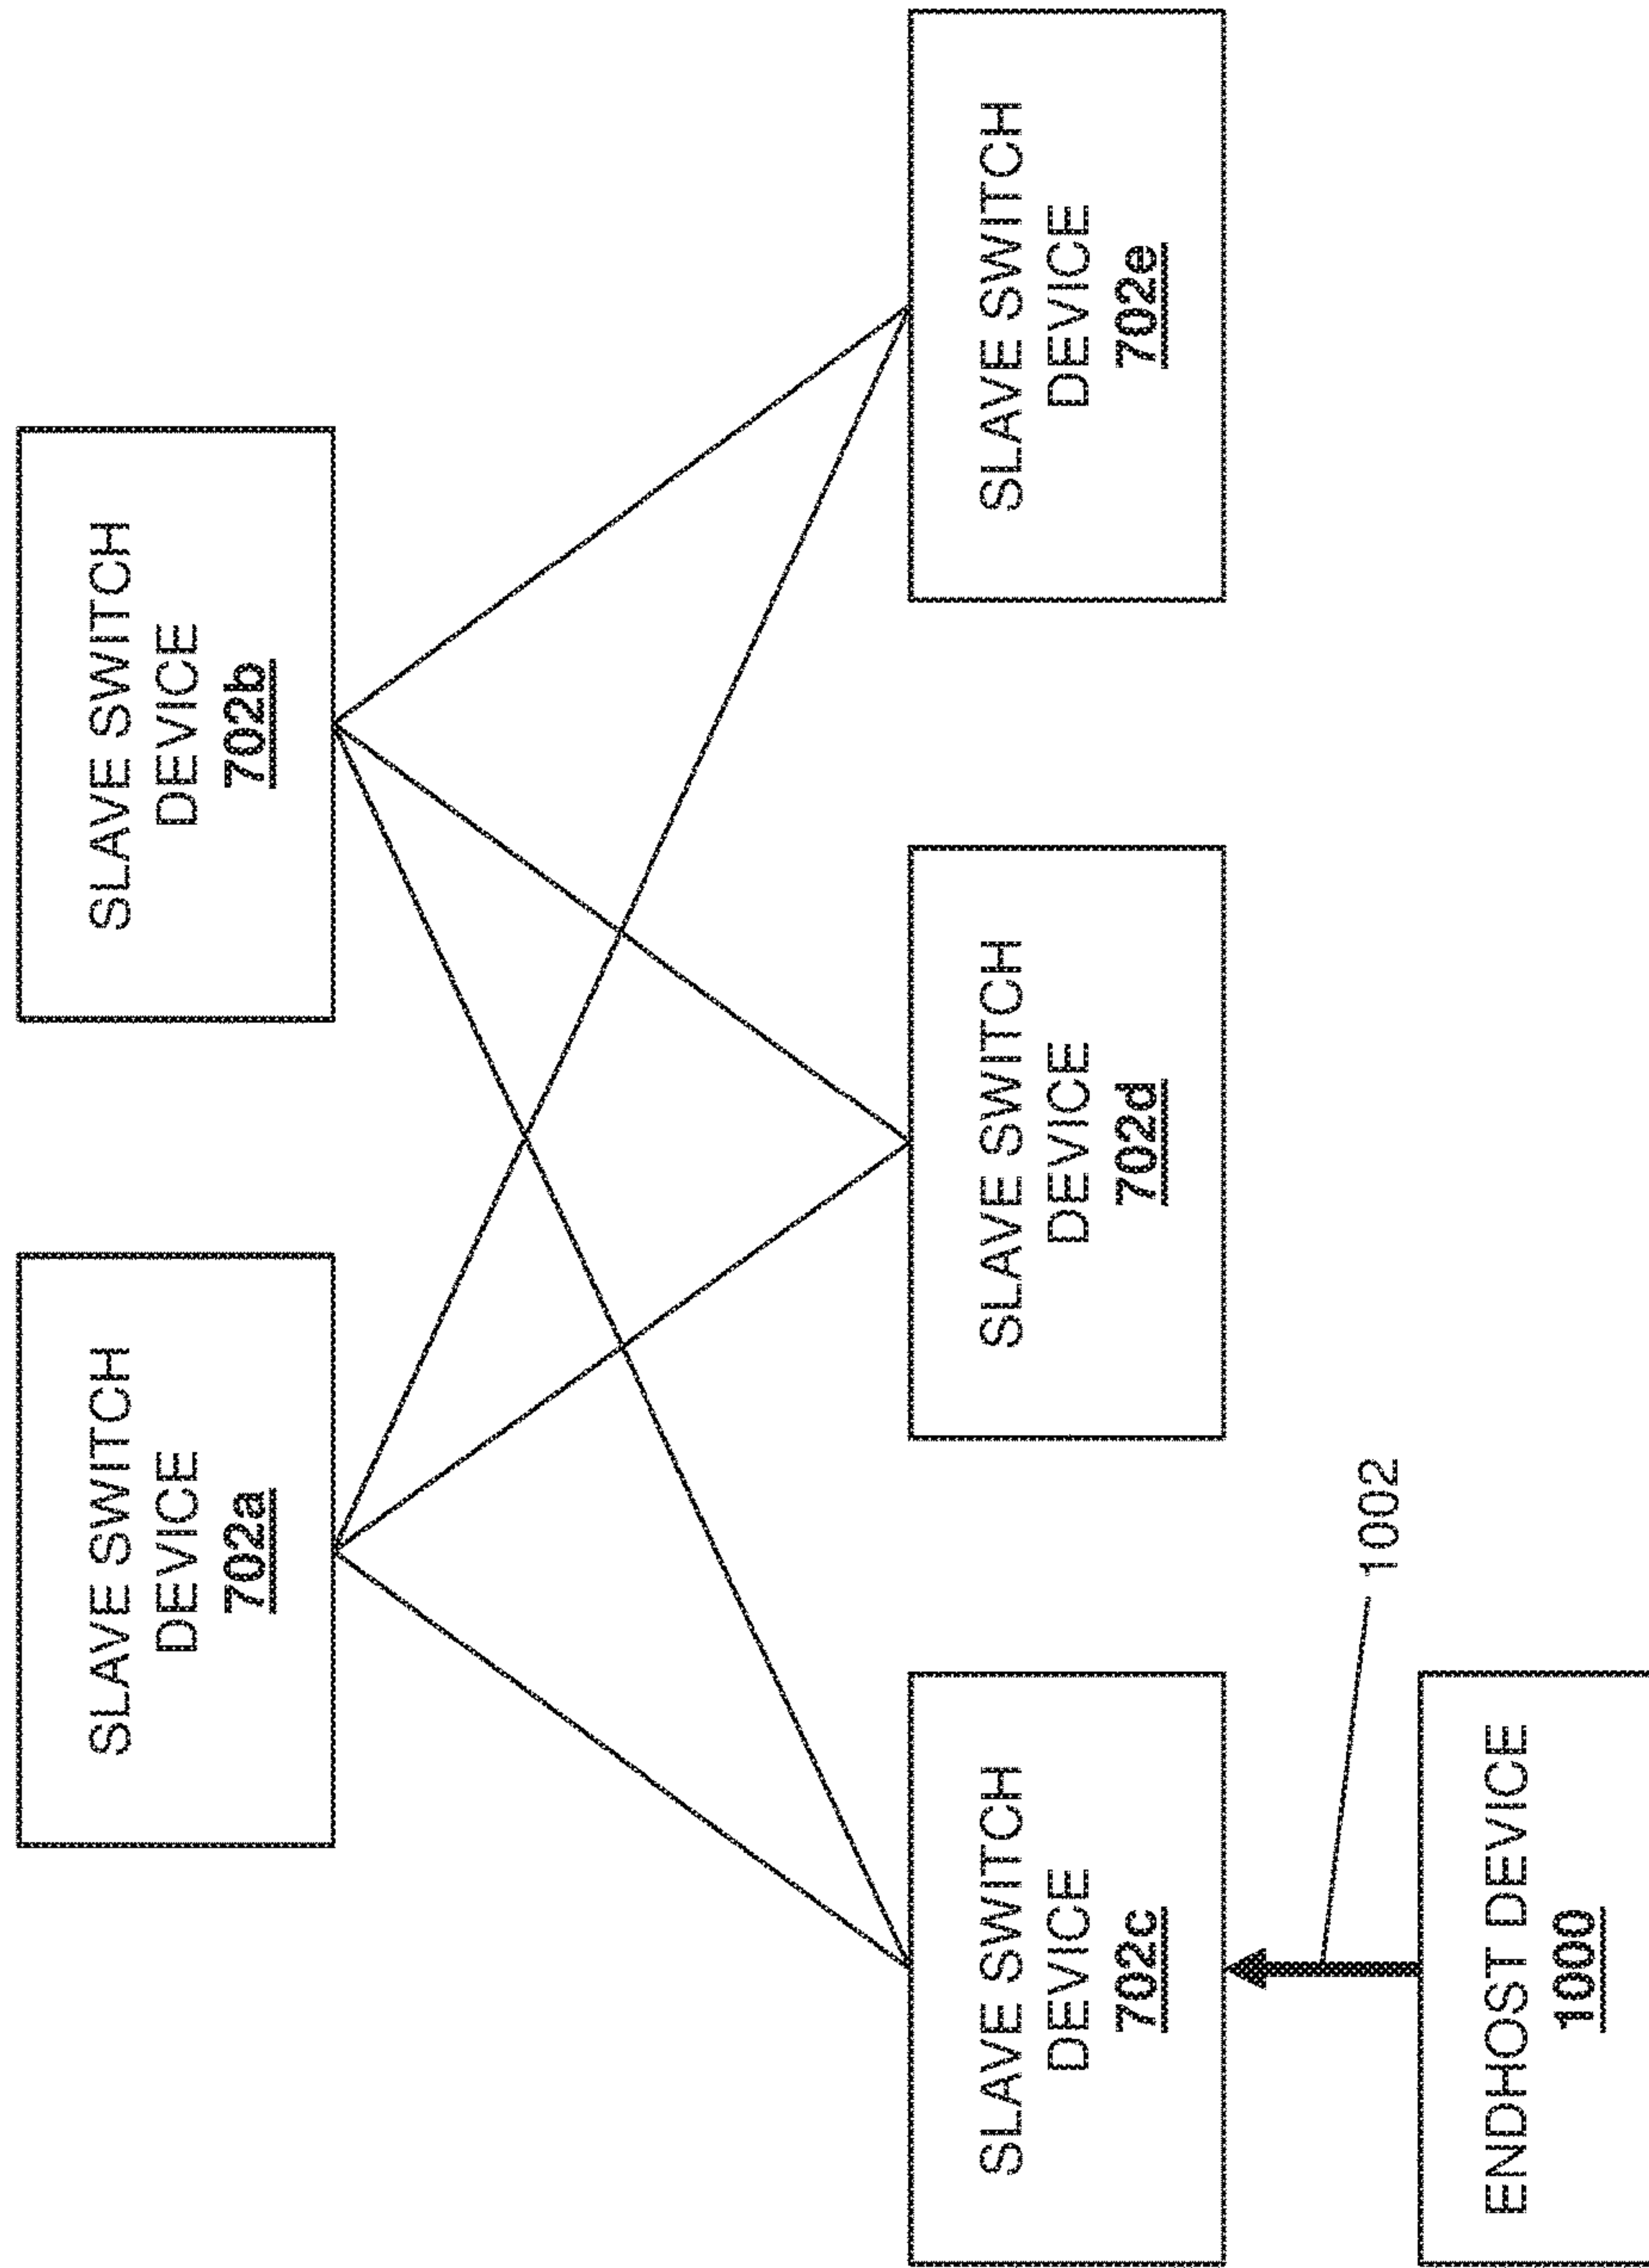 SLAVE SWITCH
DEVICE
702a
SLAVE SWITCH
DEVICE
702b
SLAVE SWITCH
DEVICE
702c
SLAVE SWITCH
DEVICE
702d
SLAVE SWITCH
DEVICE
702e
1002
ENDHOST DEVICE
1000